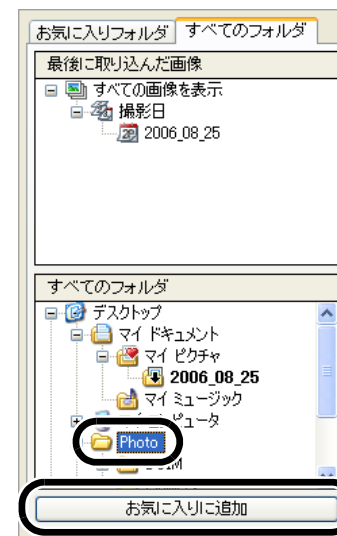 お気に入りフォルダ すべてのフォルダ
最後に取り込んだ画像
すべての画像を表示
撮影日
2006_08_25
すべてのフォルダ
デスクトップ
マイ ドキュメント
マイ ピクチャ
2006_08_25
マイ ミュージック
ピュータ
Photo
お気に入りに追加